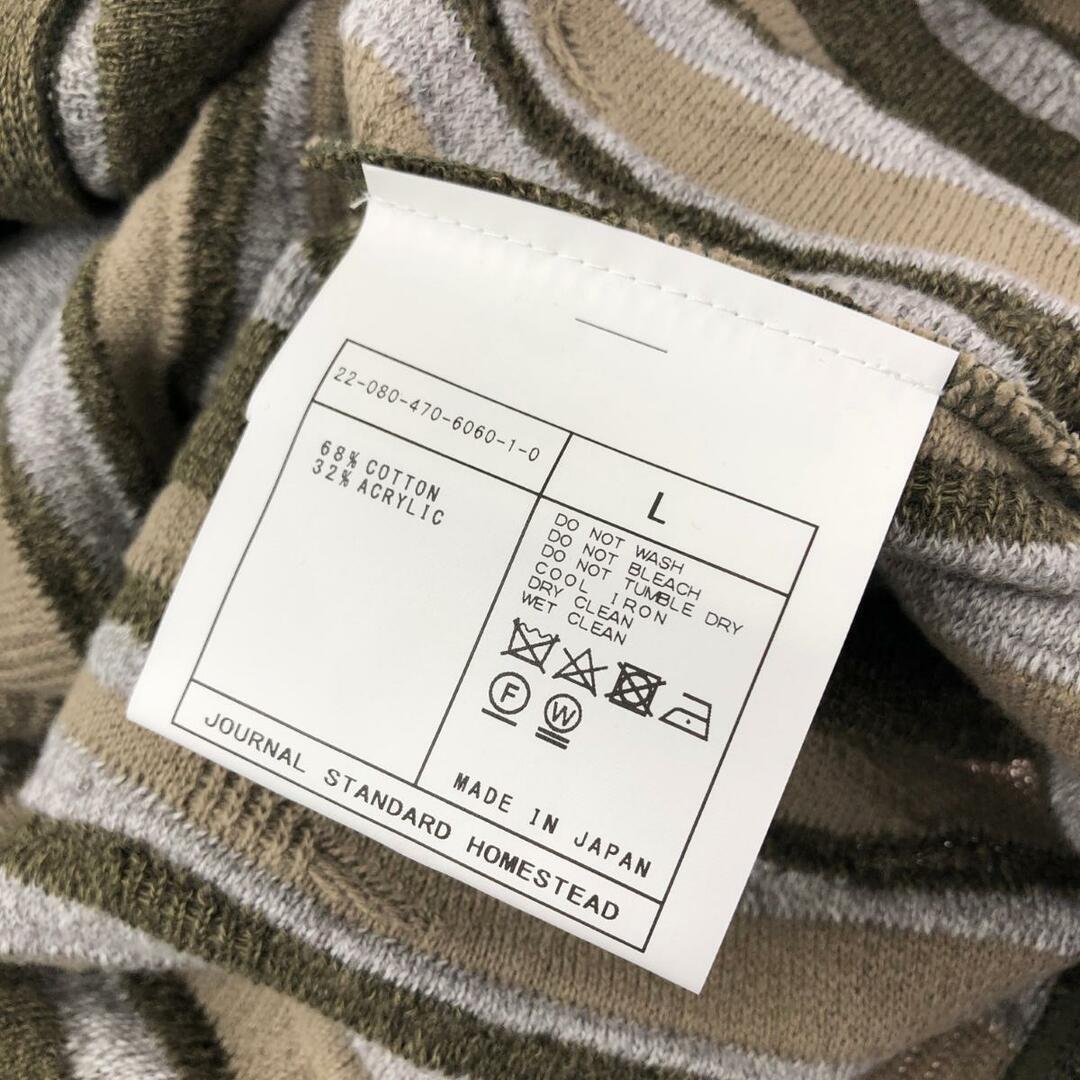 22-080-470-6060-1-0
68% COTTON
32% ACRYLIC
L
DO NOT WASH
DO NOT BLEACH
DO NOT TUMBLE DRY
COOL IRON
DRY CLEAN
WET CLEAN
F
W
MADE IN JAPAN
JOURNAL STANDARD HOMESTEAD